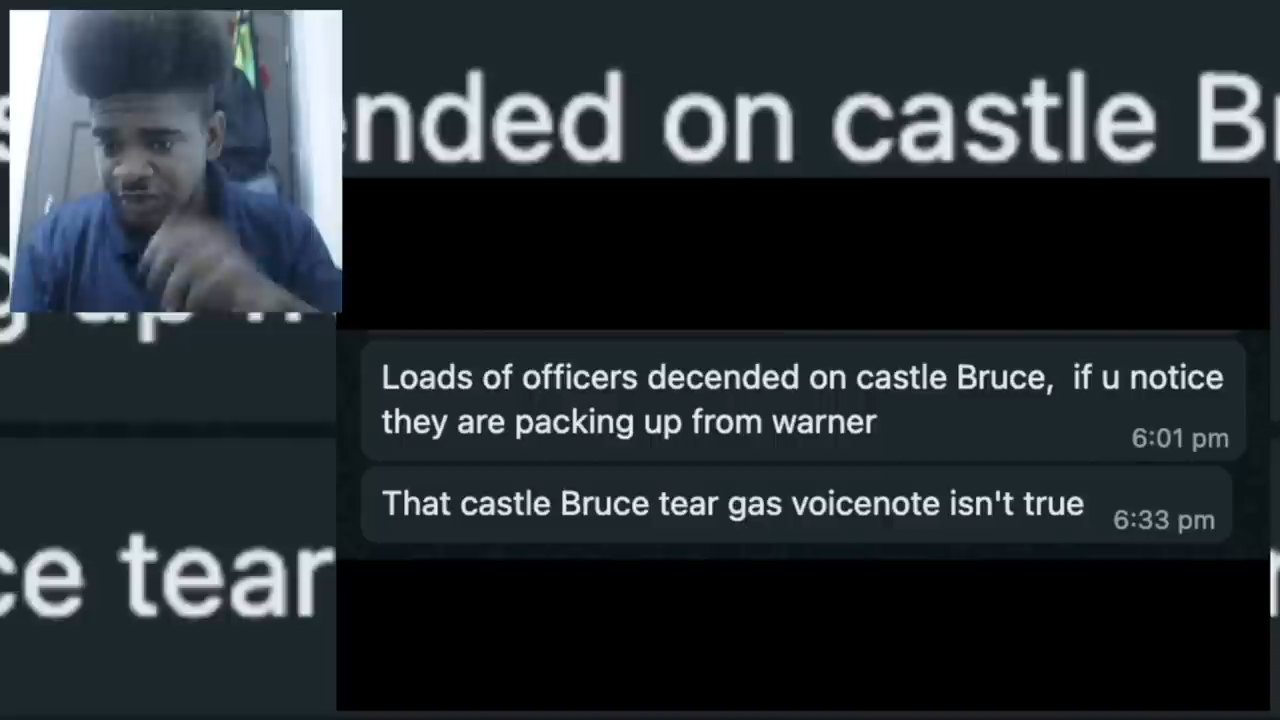 ended on castle B
Loads of officers decended on castle Bruce,  if u notice
they are packing up from warner
6:01 pm
That castle Bruce tear gas voicenote isn't true
6:33 pm
ce tear